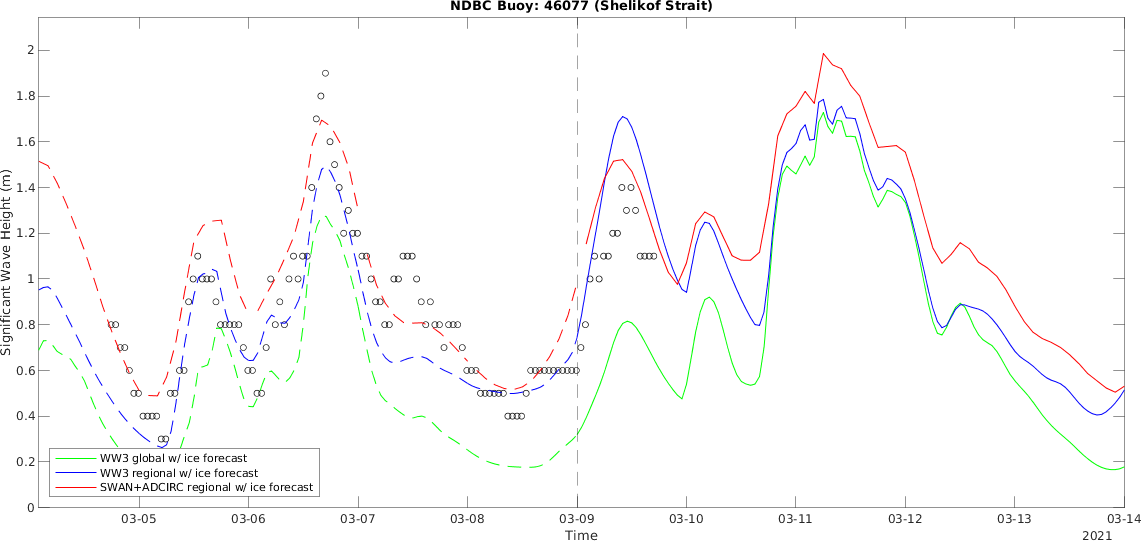 NDBC Buoy: 46077 (Shelikof Strait)
Significant Wave Height (m)
2
1.8
1.6
1.4
1.2
1
0.8
0.6
0.4
0.2
0
WW3 global w/ ice forecast
WW3 regional w/ ice forecast
SWAN+ADCIRC regional w/ ice forecast
03-05 03-06 03-07 03-08 03-09 03-10 03-11 03-12 03-13 03-14
Time
2021